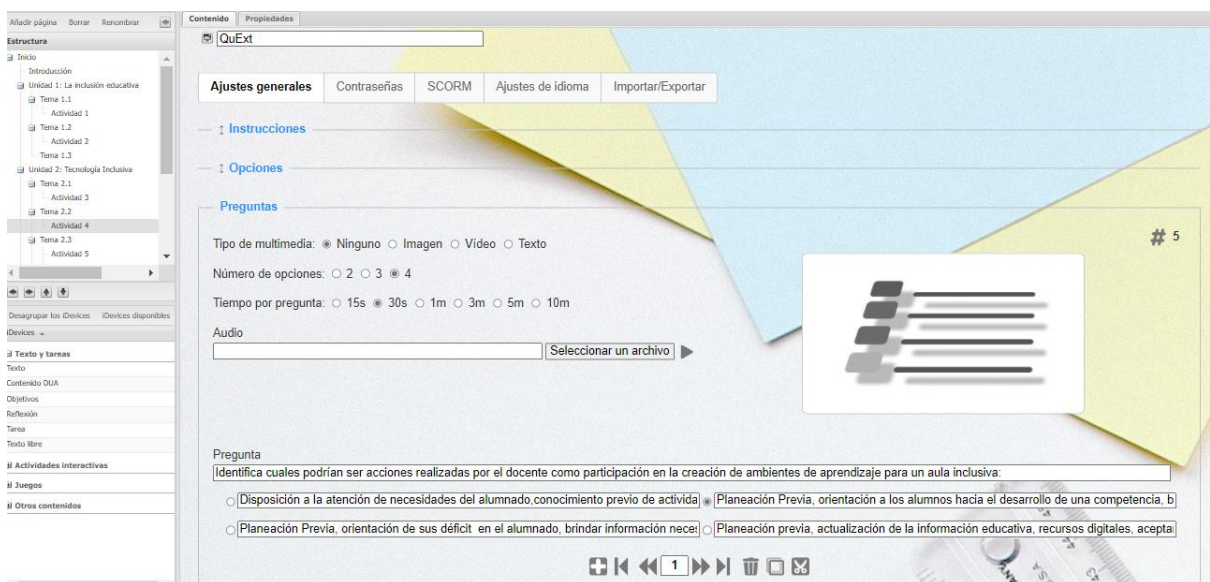 Añadir página Borrar Renombrar
Estructura
Inicio
Introducción
Unidad 1: La inclusión educativa
Tema 1.1
Actividad 1
Tema 1.2
Actividad 2
Tema 1.3
Unidad 2: Tecnología Inclusiva
Tema 2.1
Actividad 3
Tema 2.2
Actividad 4
Tema 2.3
Actividad 5
Desagrupar los iDevices iDevices disponibles
iDevices
Texto y tareas
Texto
Contenido DUA
Objetivos
Reflexión
Tarea
Texto libre
Actividades interactivas
Juegos
Otros contenidos
Contenido Propiedades
QuExt
Ajustes generales Contraseñas SCORM Ajustes de idioma Importar/Exportar
Instrucciones
Opciones
Preguntas
Tipo de multimedia: Ninguno Imagen Vídeo Texto
# 5
Número de opciones: 2 3 4
Tiempo por pregunta: 15s 30s 1m 3m 5m 10m
Audio
Seleccionar un archivo
Pregunta
Identifica cuales podrían ser acciones realizadas por el docente como participación en la creación de ambientes de aprendizaje para un aula inclusiva:
Disposición a la atención de necesidades del alumnado,conocimiento previo de activida Planeación Previa, orientación a los alumnos hacia el desarrollo de una competencia, b
Planeación Previa, orientación de sus déficit en el alumnado, brindar información neces Planeación previa, actualización de la información educativa, recursos digitales, acepta
1